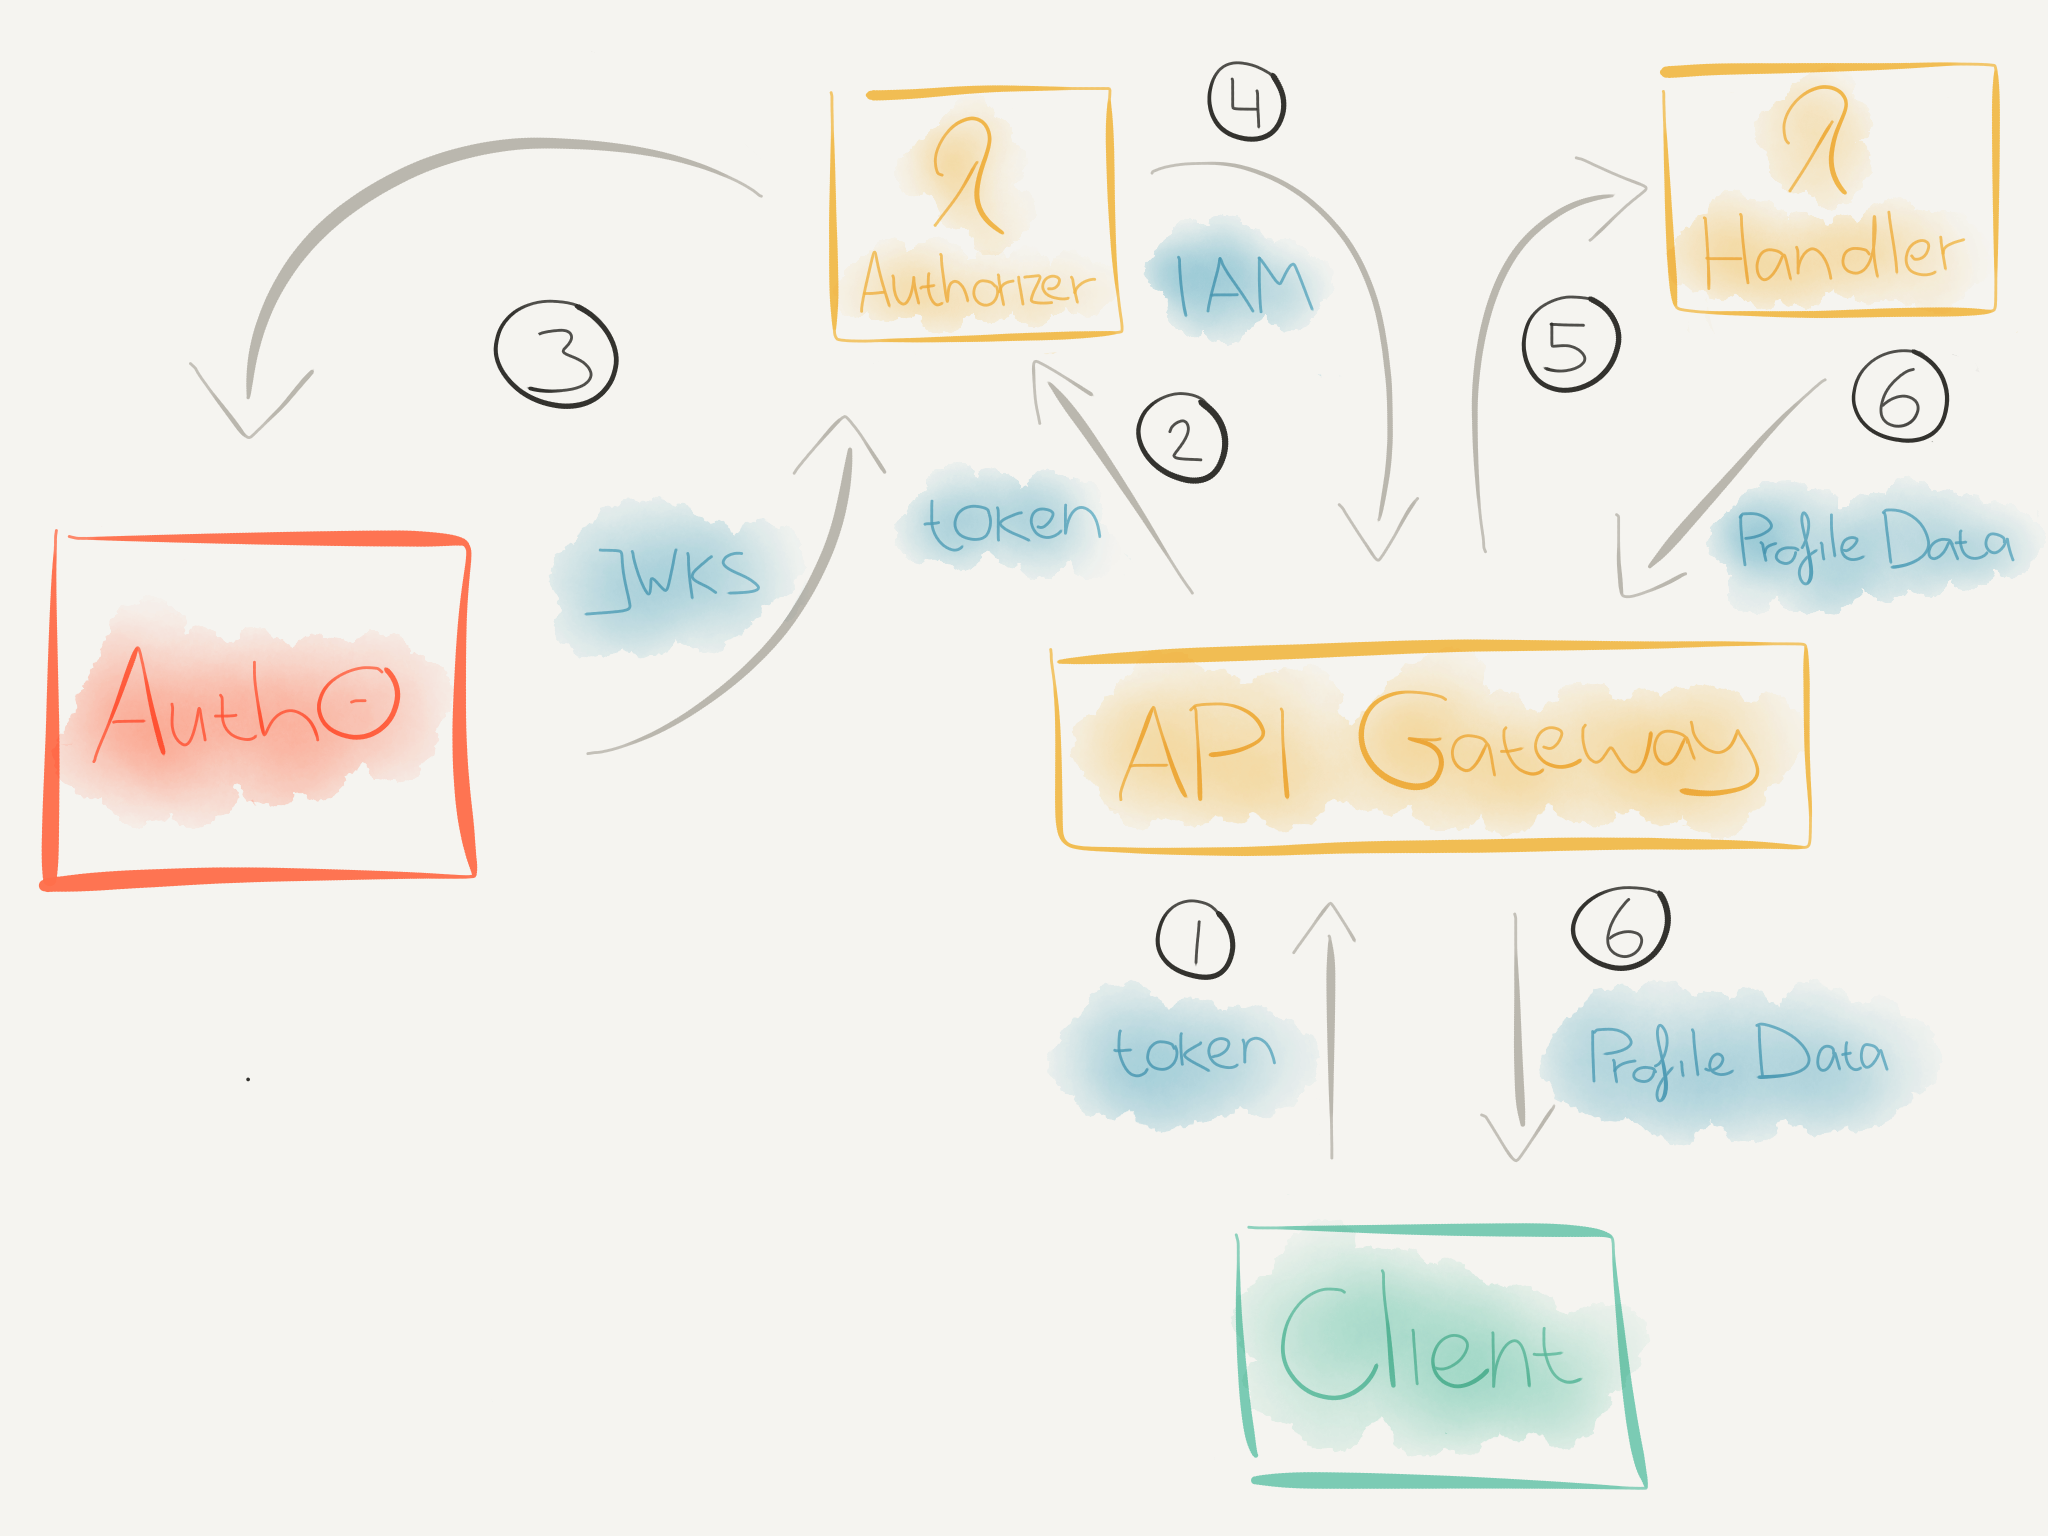 4
λ
Authorizer
IAM
λ
Handler
3
5
6
2
JWKS
token
Profile Data
Auth0
API Gateway
1
6
token
Profile Data
Client